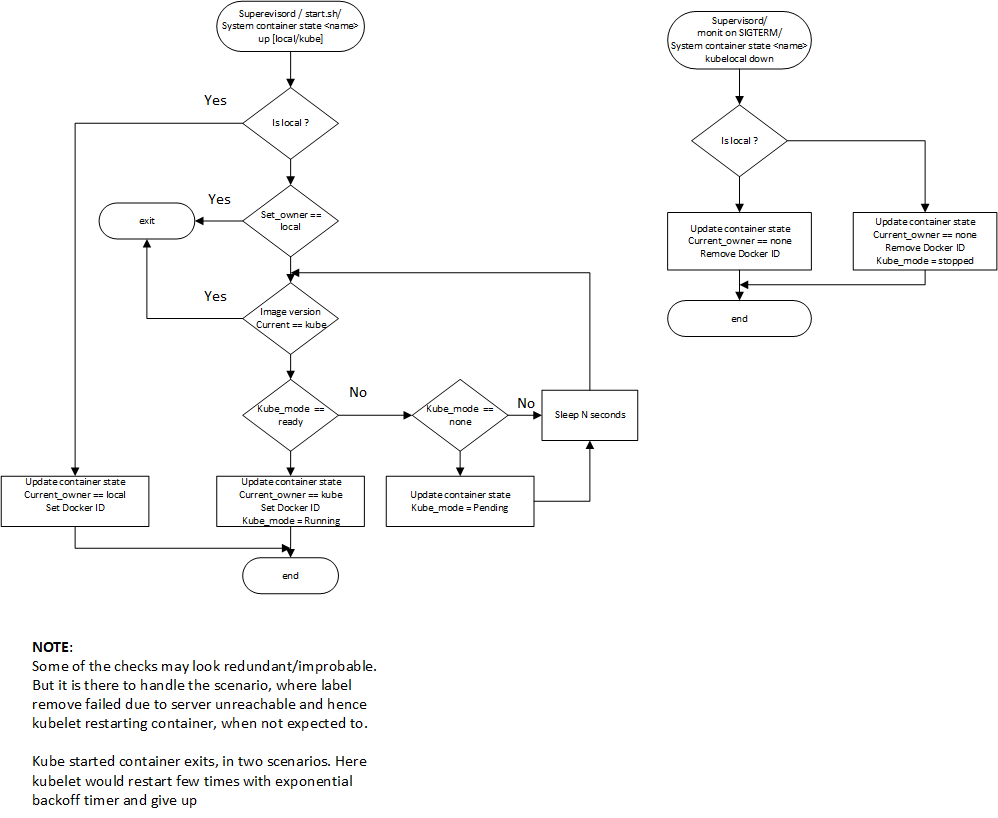 Superevisord / start.sh/
System container state <name>
up [local/kube]
Yes
Is local ?
Yes
Set_owner ==
local
exit
Yes
Image version
Current == kube
Kube_mode ==
ready
No
Kube_mode ==
none
No
Sleep N seconds
Update container state
Current_owner == local
Set Docker ID
Update container state
Current_owner == kube
Set Docker ID
Kube_mode = Running
Update container state
Kube_mode = Pending
end
Supervisord/
monit on SIGTERM/
System container state <name>
kubelocal down
Is local ?
Update container state
Current_owner == none
Remove Docker ID
Update container state
Current_owner == none
Remove Docker ID
Kube_mode = stopped
end
NOTE:
Some of the checks may look redundant/improbable.
But it is there to handle the scenario, where label
remove failed due to server unreachable and hence
kubelet restarting container, when not expected to.
Kube started container exits, in two scenarios. Here
kubelet would restart few times with exponential
backoff timer and give up